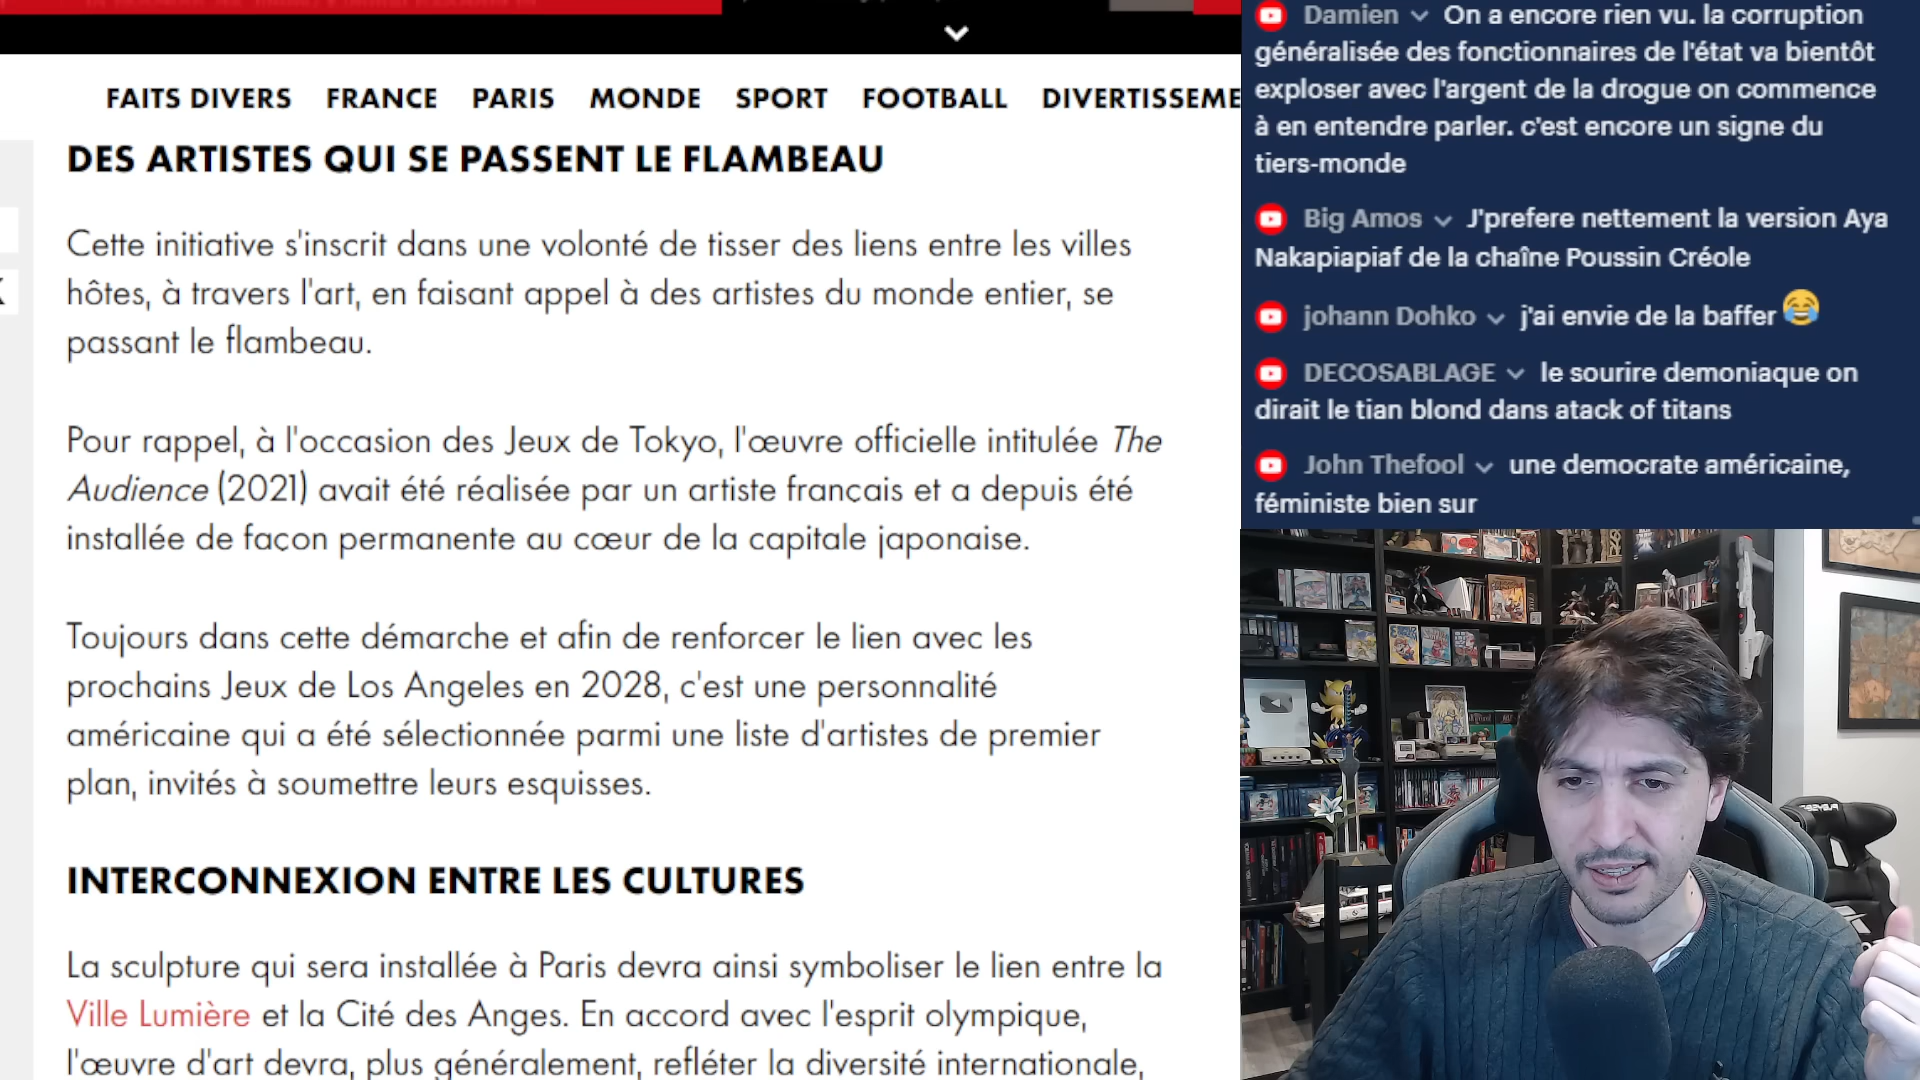 FAITS DIVERS FRANCE PARIS MONDE SPORT FOOTBALL DIVERTISSEME
DES ARTISTES QUI SE PASSENT LE FLAMBEAU
Cette initiative s'inscrit dans une volonté de tisser des liens entre les villes
hôtes, à travers l'art, en faisant appel à des artistes du monde entier, se
passant le flambeau.
Pour rappel, à l'occasion des Jeux de Tokyo, l'œuvre officielle intitulée The
Audience (2021) avait été réalisée par un artiste français et a depuis été
installée de façon permanente au cœur de la capitale japonaise.
Toujours dans cette démarche et afin de renforcer le lien avec les
prochains Jeux de Los Angeles en 2028, c'est une personnalité
américaine qui a été sélectionnée parmi une liste d'artistes de premier
plan, invités à soumettre leurs esquisses.
INTERCONNEXION ENTRE LES CULTURES
La sculpture qui sera installée à Paris devra ainsi symboliser le lien entre la
Ville Lumière et la Cité des Anges. En accord avec l'esprit olympique,
l'œuvre d'art devra, plus généralement, refléter la diversité internationale,
Damien On a encore rien vu. la corruption
généralisée des fonctionnaires de l'état va bientôt
exploser avec l'argent de la drogue on commence
à en entendre parler. c'est encore un signe du
tiers-monde
Big Amos J'prefere nettement la version Aya
Nakapiapiaf de la chaîne Poussin Créole
johann Dohko j'ai envie de la baffer 😂
DECOSABLAGE le sourire demoniaque on
dirait le tian blond dans atack of titans
John Thefool une democrate américaine,
féministe bien sur